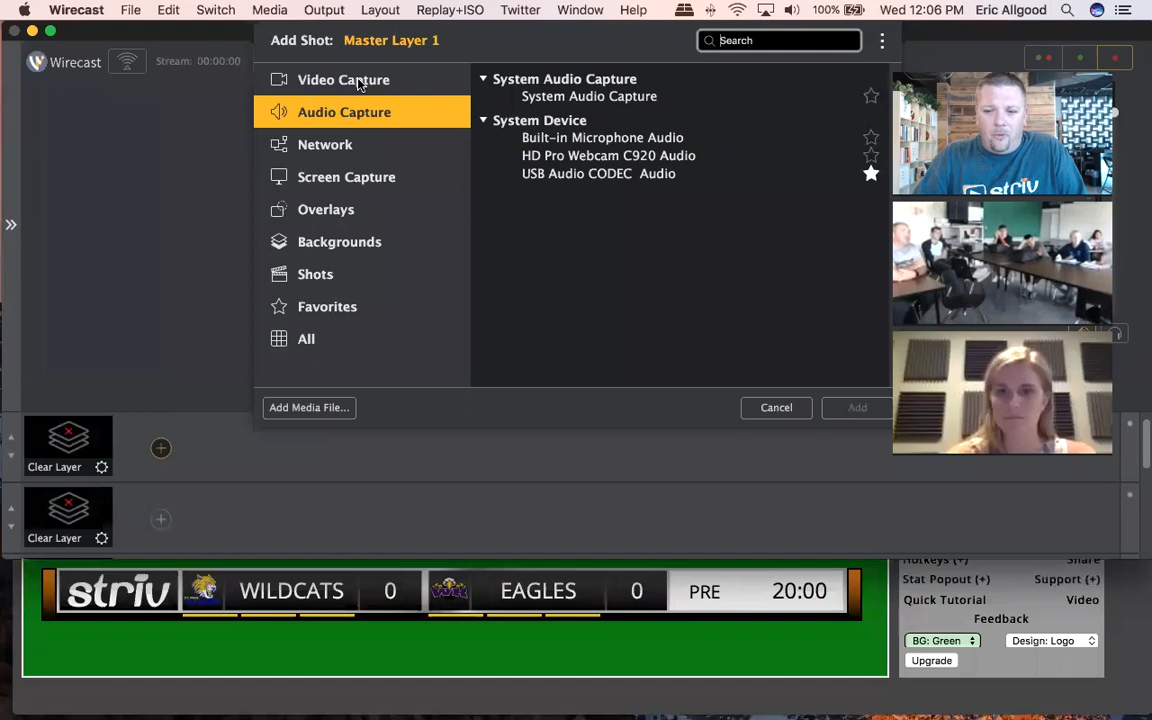 Wirecast File Edit Switch Media Output Layout Replay+ISO Twitter Window Help 100% Wed 12:06 PM Eric Allgood
Wirecast Stream: 00:00:00
Add Shot: Master Layer 1
Search
Video Capture
Audio Capture
Network
Screen Capture
Overlays
Backgrounds
Shots
Favorites
All
System Audio Capture
System Audio Capture
System Device
Built-in Microphone Audio
HD Pro Webcam C920 Audio
USB Audio CODEC Audio
Add Media File...
Cancel
Add
striv
Clear Layer
Clear Layer
striv WILDCATS 0 EAGLES 0 PRE 20:00
Hotkeys (+) Share
Stat Popout (+) Support (+)
Quick Tutorial Video
Feedback
BG: Green Design: Logo
Upgrade